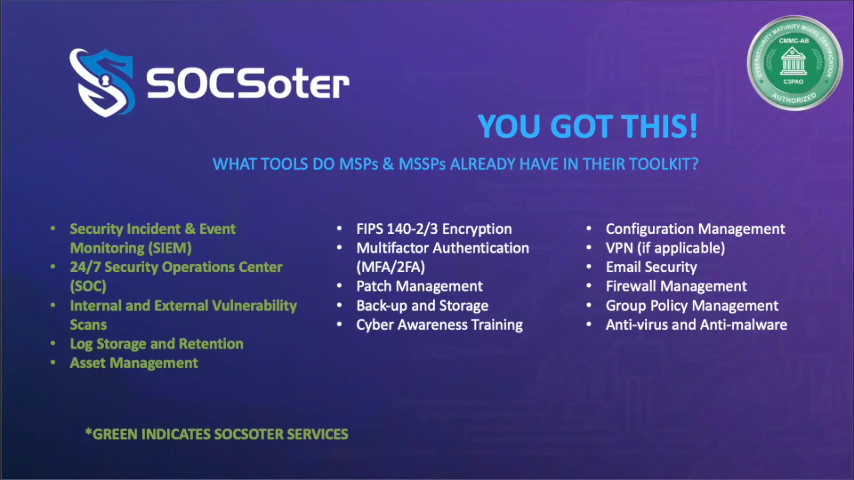 SOCSoter
CYBERSECURITY MATURITY MODEL CERTIFICATION
CMMC-AB
C3PAO
AUTHORIZED
YOU GOT THIS!
WHAT TOOLS DO MSPs & MSSPs ALREADY HAVE IN THEIR TOOLKIT?
• Security Incident & Event
Monitoring (SIEM)
• 24/7 Security Operations Center
(SOC)
• Internal and External Vulnerability
Scans
• Log Storage and Retention
• Asset Management
• FIPS 140-2/3 Encryption
• Multifactor Authentication
(MFA/2FA)
• Patch Management
• Back-up and Storage
• Cyber Awareness Training
• Configuration Management
• VPN (if applicable)
• Email Security
• Firewall Management
• Group Policy Management
• Anti-virus and Anti-malware
*GREEN INDICATES SOCSOTER SERVICES